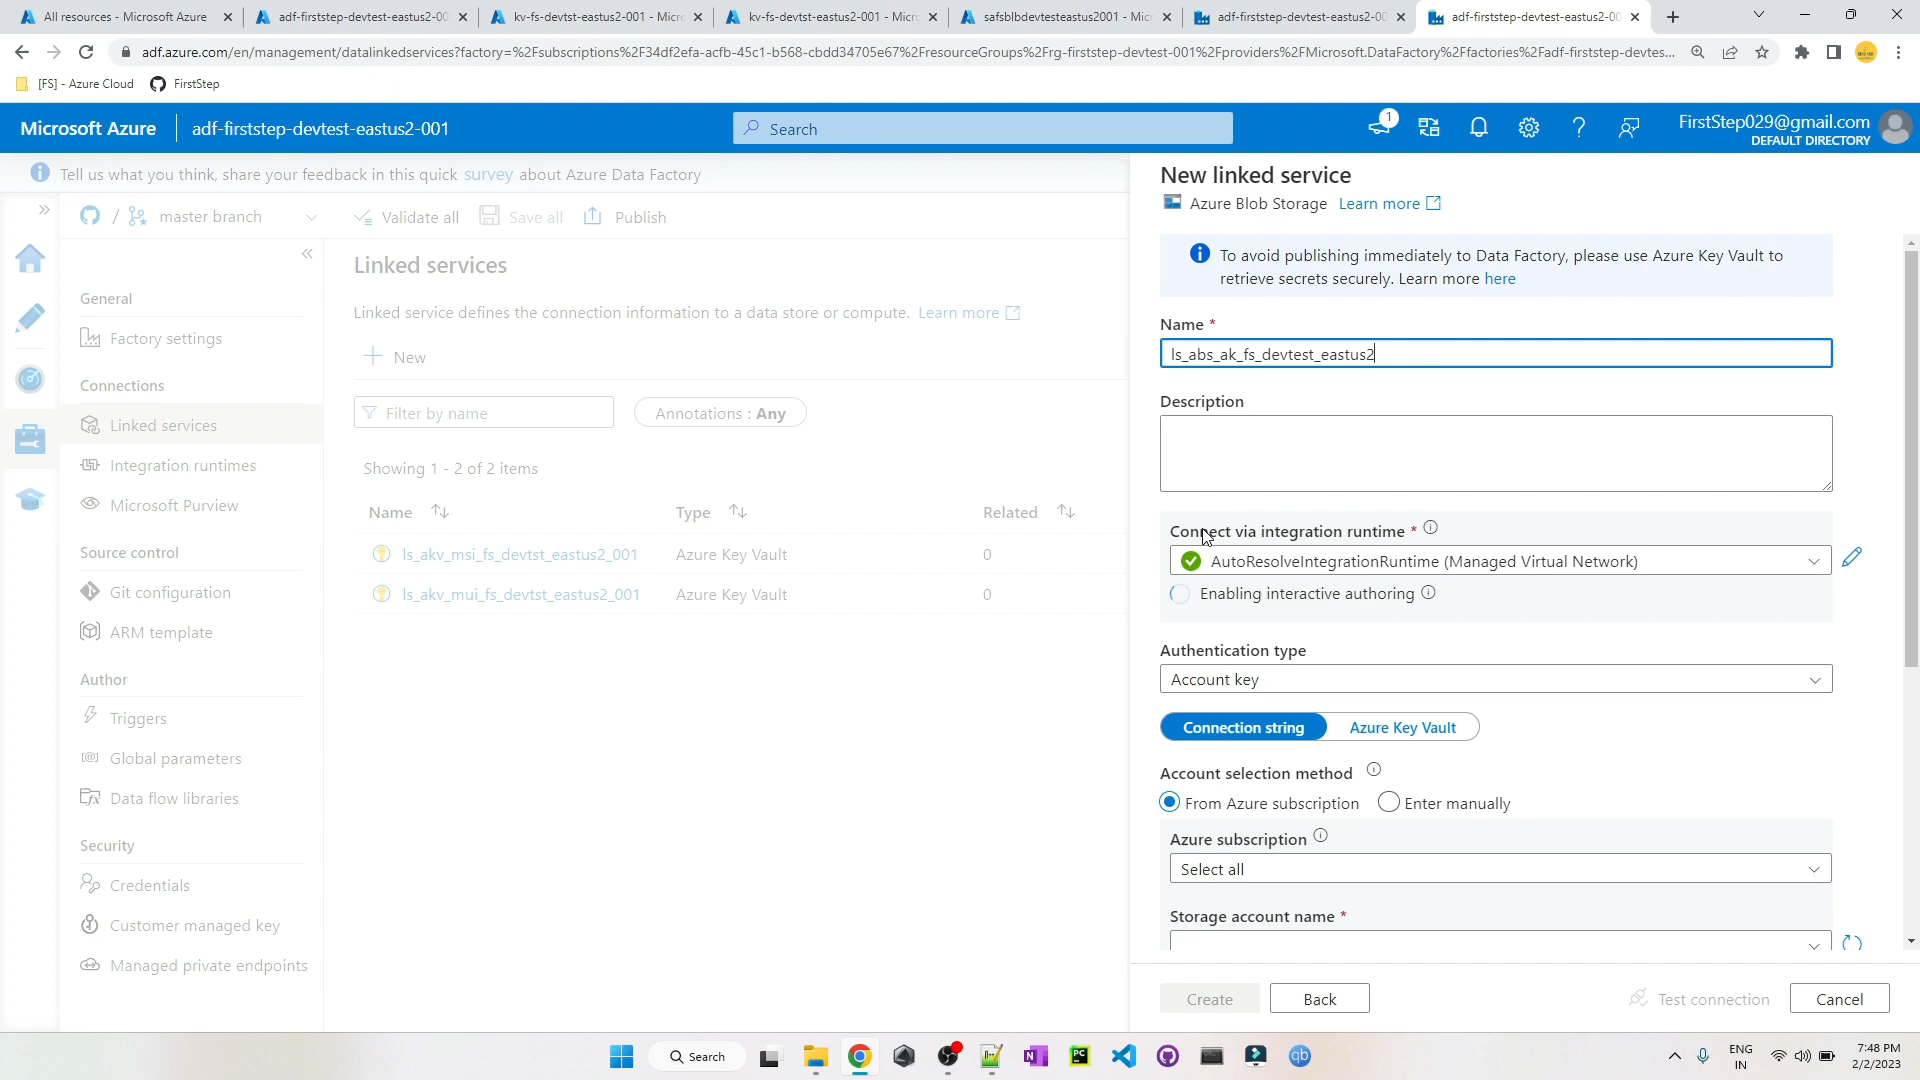 All resources - Microsoft Azure
adf-firststep-devtest-eastus2-00
kv-fs-devtst-eastus2-001 - Micro
kv-fs-devtst-eastus2-001 - Micro
safsblbdevtesteastus2001 - Micr
adf-firststep-devtest-eastus2-00
adf-firststep-devtest-eastus2-00
adf.azure.com/en/management/datalinkedservices?factory=%2Fsubscriptions%2F34df2efa-acfb-45c1-b568-cbdd34705e67%2FresourceGroups%2Frg-firststep-devtest-001%2Fproviders%2FMicrosoft.DataFactory%2Ffactories%2Fadf-firststep-devtes...
[FS] - Azure Cloud
FirstStep
Microsoft Azure
adf-firststep-devtest-eastus2-001
Search
1
FirstStep029@gmail.com
DEFAULT DIRECTORY
Tell us what you think, share your feedback in this quick survey about Azure Data Factory
/ master branch
Validate all
Save all
Publish
General
Factory settings
Connections
Linked services
Integration runtimes
Microsoft Purview
Source control
Git configuration
ARM template
Author
Triggers
Global parameters
Data flow libraries
Security
Credentials
Customer managed key
Managed private endpoints
Linked services
Linked service defines the connection information to a data store or compute. Learn more
New
Filter by name
Annotations : Any
Showing 1 - 2 of 2 items
Name Type Related
ls_akv_msi_fs_devtst_eastus2_001 Azure Key Vault 0
ls_akv_mui_fs_devtst_eastus2_001 Azure Key Vault 0
New linked service
Azure Blob Storage Learn more
To avoid publishing immediately to Data Factory, please use Azure Key Vault to
retrieve secrets securely. Learn more here
Name *
ls_abs_ak_fs_devtest_eastus2
Description
Connect via integration runtime *
AutoResolveIntegrationRuntime (Managed Virtual Network)
Enabling interactive authoring
Authentication type
Account key
Connection string
Azure Key Vault
Account selection method
From Azure subscription
Enter manually
Azure subscription
Select all
Storage account name *
Create
Back
Test connection
Cancel
Search
PC
qb
ENG
IN
7:48 PM
2/2/2023